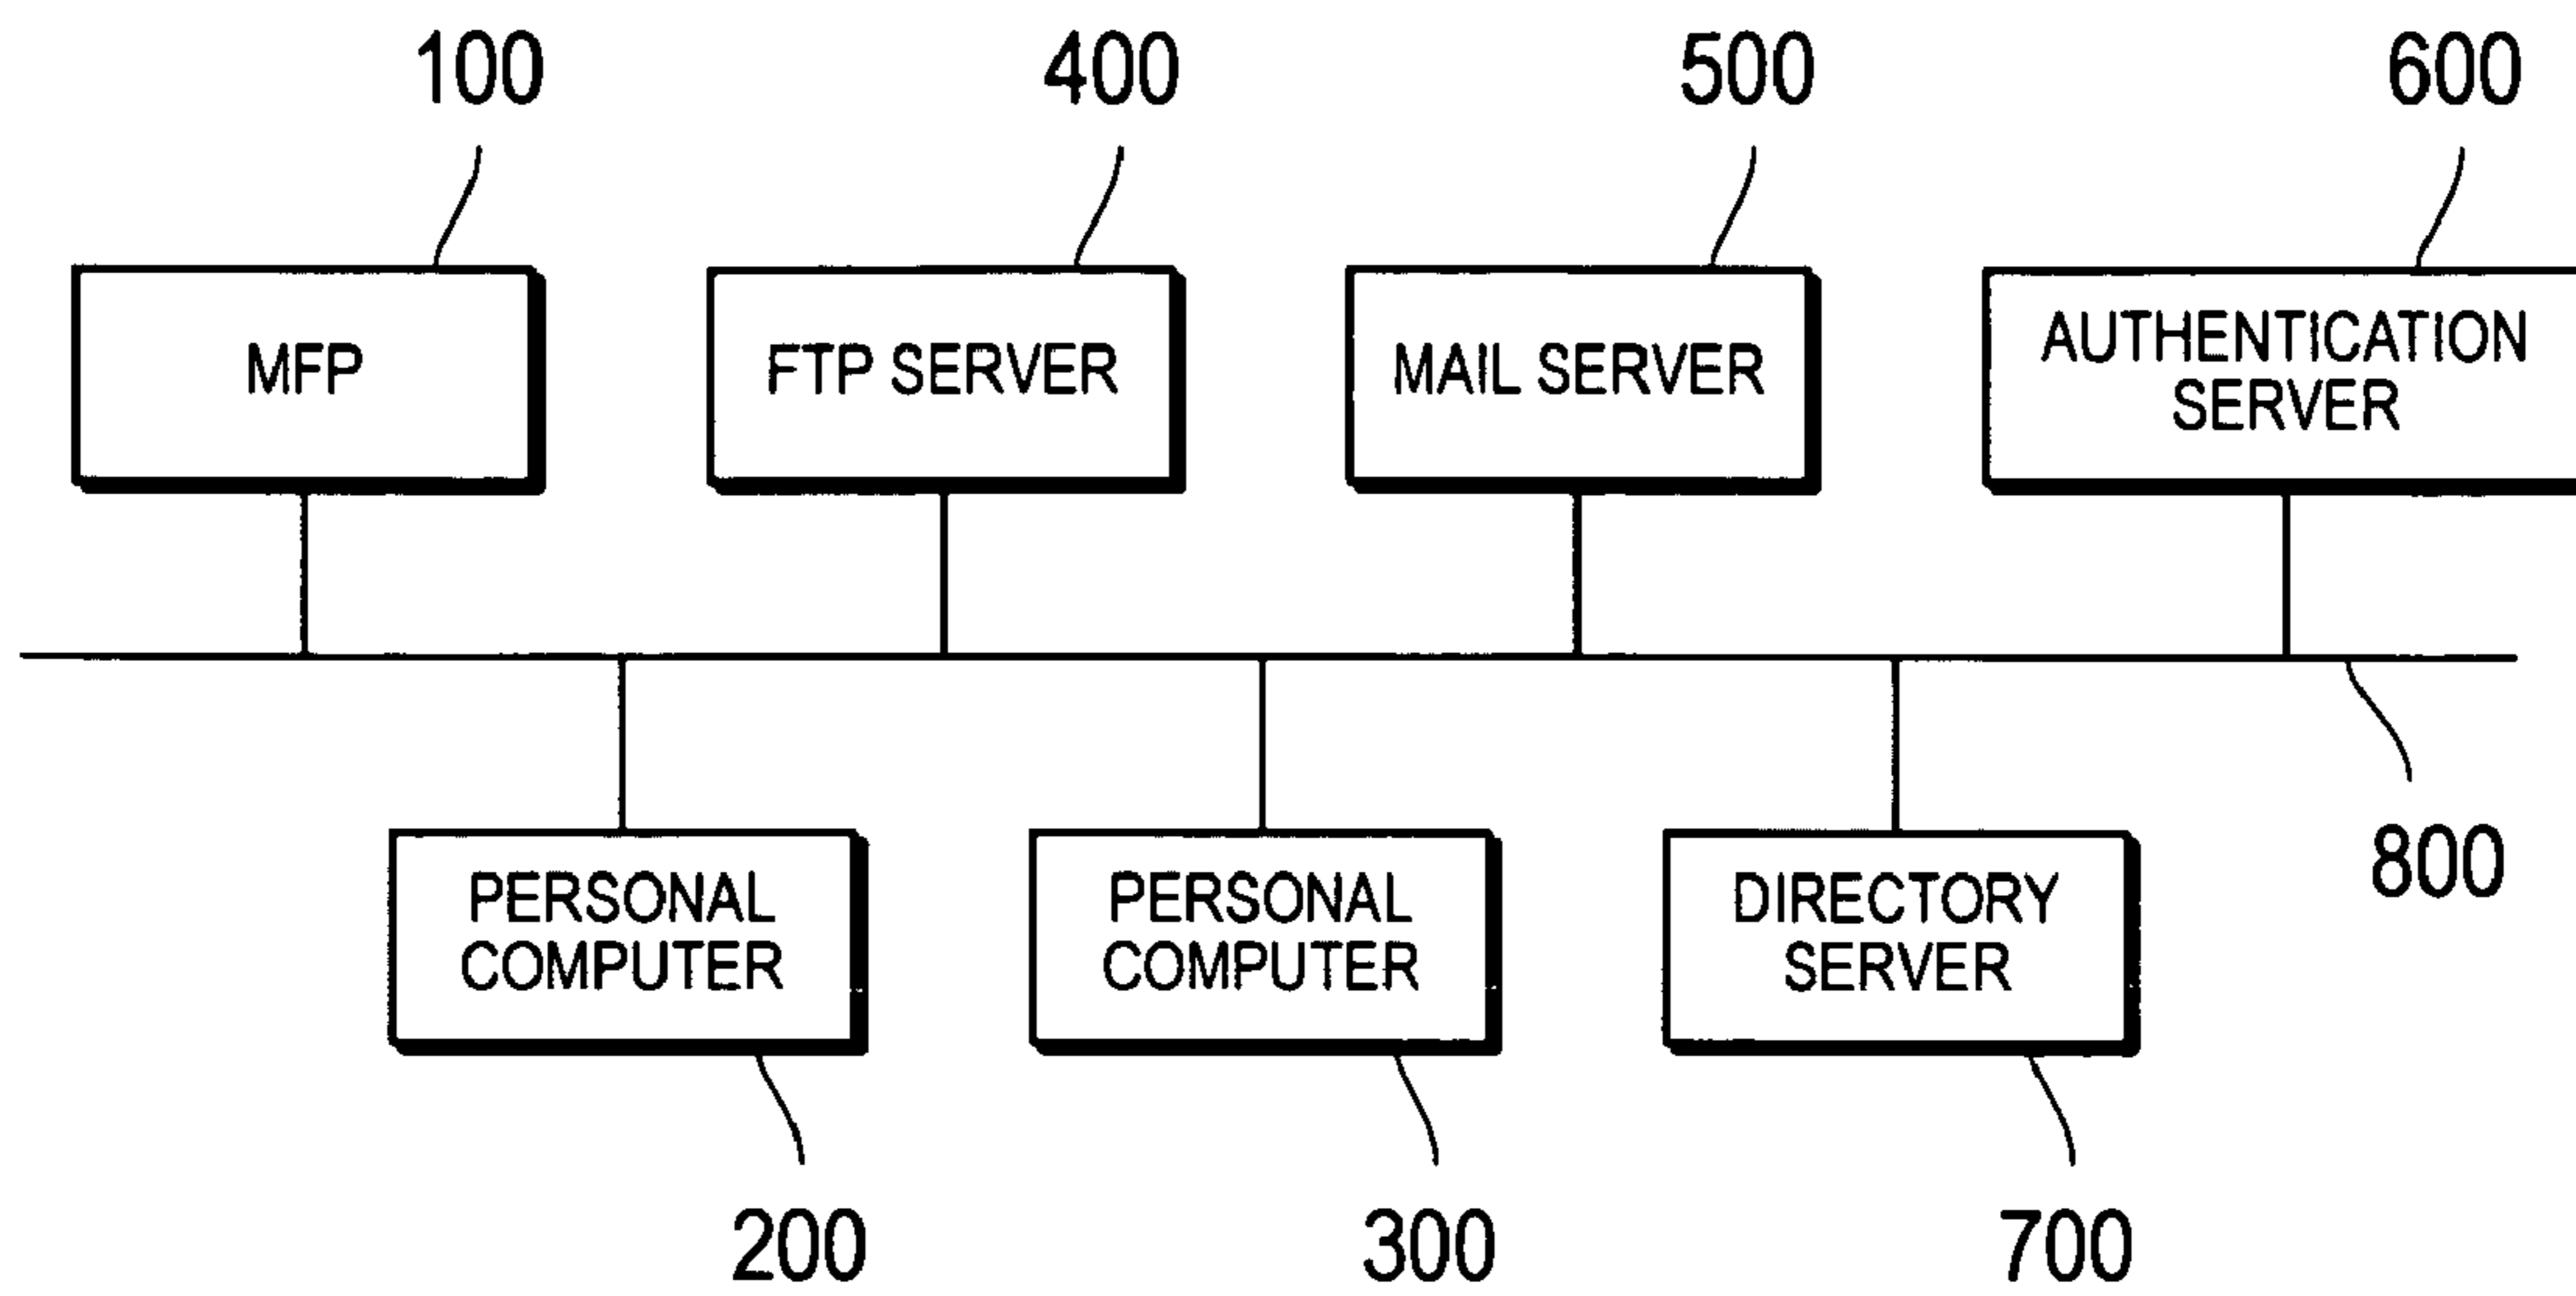 100
400
500
600
MFP
FTP SERVER
MAIL SERVER
AUTHENTICATION
SERVER
PERSONAL
COMPUTER
PERSONAL
COMPUTER
DIRECTORY
SERVER
800
200
300
700